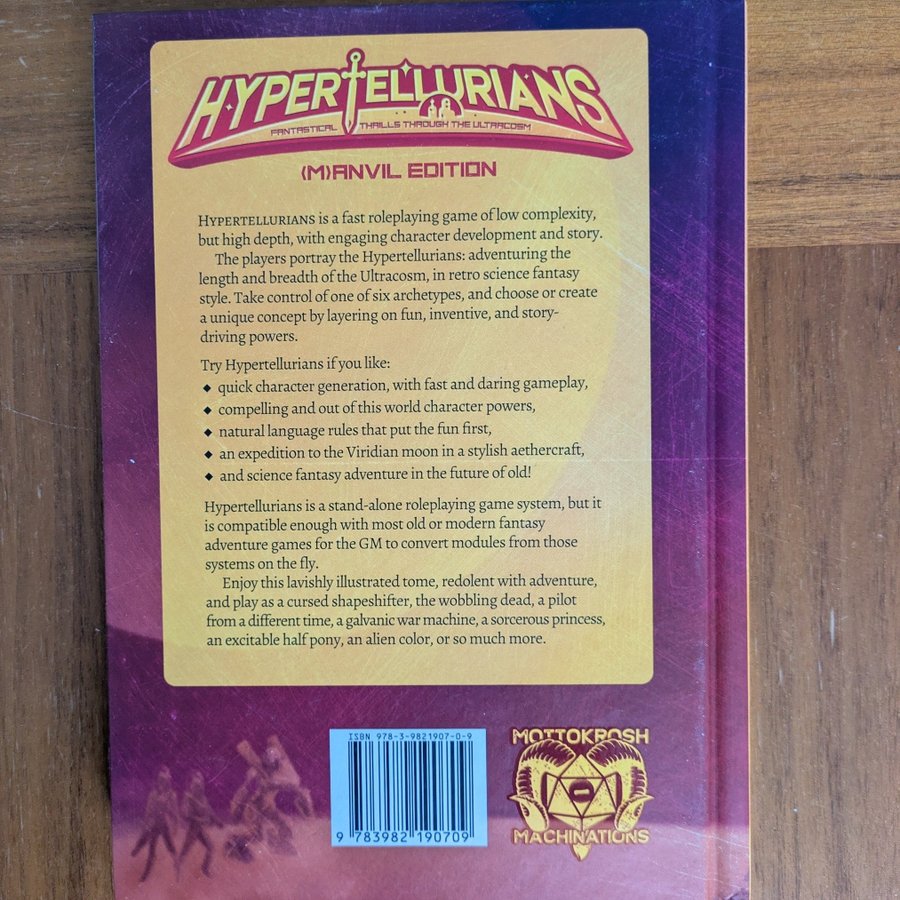 HYPERTELLURIANS
FANTASTICAL THRILLS THROUGH THE ULTRACOSM
(M)ANVIL EDITION
HYPERTELLURIANS is a fast roleplaying game of low complexity,
but high depth, with engaging character development and story.
The players portray the Hypertellurians: adventuring the
length and breadth of the Ultracosm, in retro science fantasy
style. Take control of one of six archetypes, and choose or create
a unique concept by layering on fun, inventive, and story-
driving powers.
Try Hypertellurians if you like:
◆ quick character generation, with fast and daring gameplay,
◆ compelling and out of this world character powers,
◆ natural language rules that put the fun first,
◆ an expedition to the Viridian moon in a stylish aethercraft,
◆ and science fantasy adventure in the future of old!
Hypertellurians is a stand-alone roleplaying game system, but it
is compatible enough with most old or modern fantasy
adventure games for the GM to convert modules from those
systems on the fly.
Enjoy this lavishly illustrated tome, redolent with adventure,
and play as a cursed shapeshifter, the wobbling dead, a pilot
from a different time, a galvanic war machine, a sorcerous princess,
an excitable half pony, an alien color, or so much more.
ISBN 978-3-9821907-0-9
9 783982 190709
MOTTOKROSH
MACHINATIONS